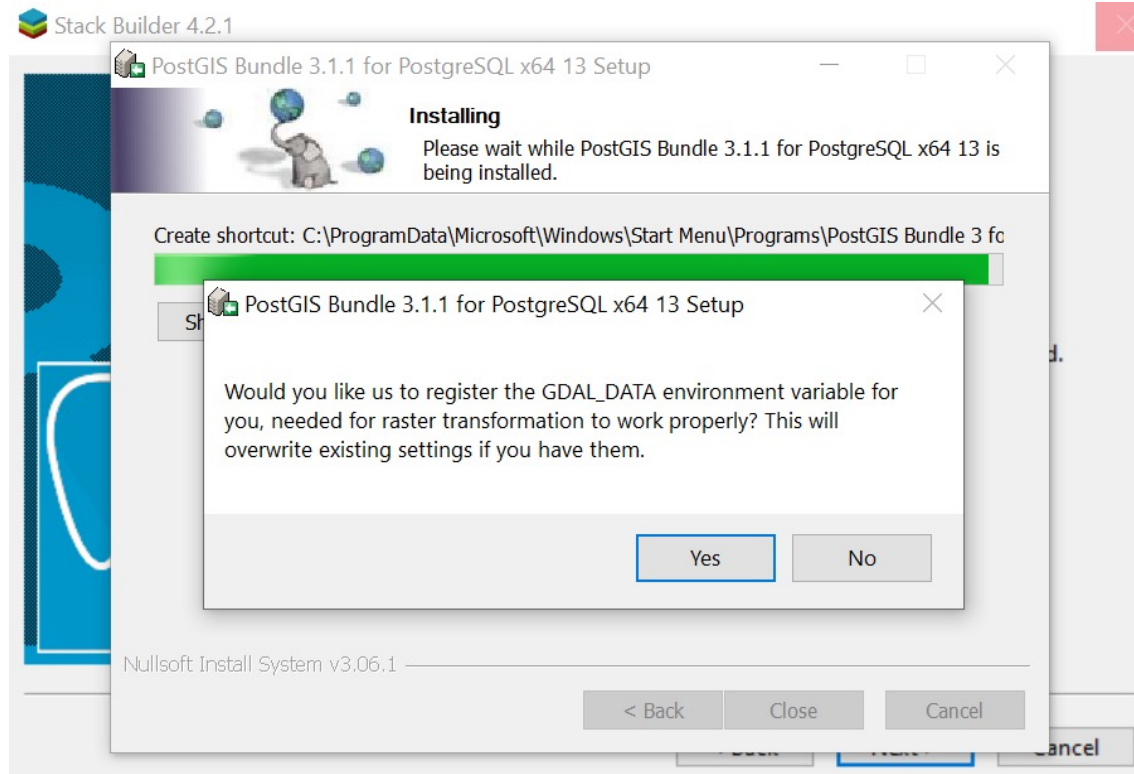 Stack Builder 4.2.1
PostGIS Bundle 3.1.1 for PostgreSQL x64 13 Setup
Installing
Please wait while PostGIS Bundle 3.1.1 for PostgreSQL x64 13 is
being installed.
Create shortcut: C:\ProgramData\Microsoft\Windows\Start Menu\Programs\PostGIS Bundle 3 fo
PostGIS Bundle 3.1.1 for PostgreSQL x64 13 Setup
Would you like us to register the GDAL_DATA environment variable for
you, needed for raster transformation to work properly? This will
overwrite existing settings if you have them.
Yes No
Nullsoft Install System v3.06.1
< Back Close Cancel